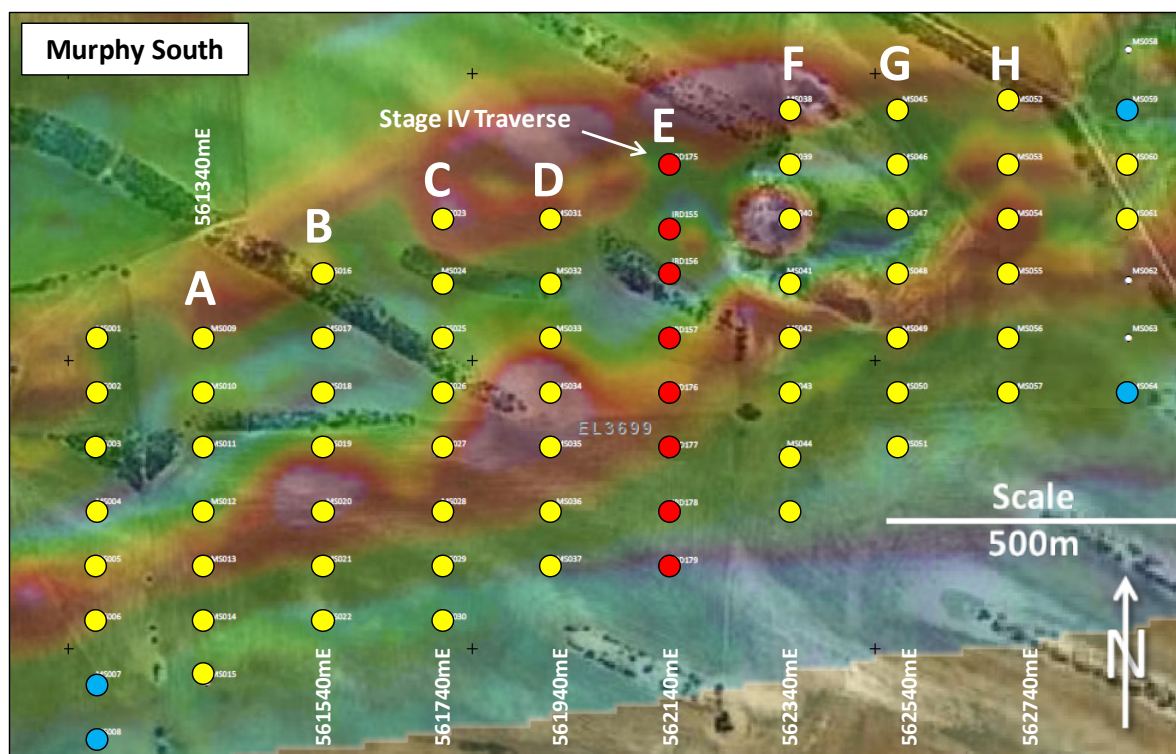 Murphy South
MS058
F
G
H
MS038
MS045
MS052
MS059
Stage IV Traverse
E
IRD175
MS039
MS046
MS053
MS060
561340mE
C
D
MS023
MS031
IRD155
MS040
MS047
MS054
MS061
B
MS016
MS024
MS032
IRD156
MS041
MS048
MS055
MS062
A
MS001
MS009
MS017
MS025
MS033
IRD157
MS042
MS049
MS056
MS063
MS002
MS010
MS018
MS026
MS034
IRD176
MS043
MS050
MS057
MS064
EL3699
MS003
MS011
MS019
MS027
MS035
IRD177
MS044
MS051
MS004
MS012
MS020
MS028
MS036
IRD178
Scale
500m
MS005
MS013
MS021
MS029
MS037
IRD179
MS006
MS014
MS022
MS030
N
MS007
MS015
MS008
561540mE
561740mE
561940mE
562140mE
562340mE
562540mE
562740mE